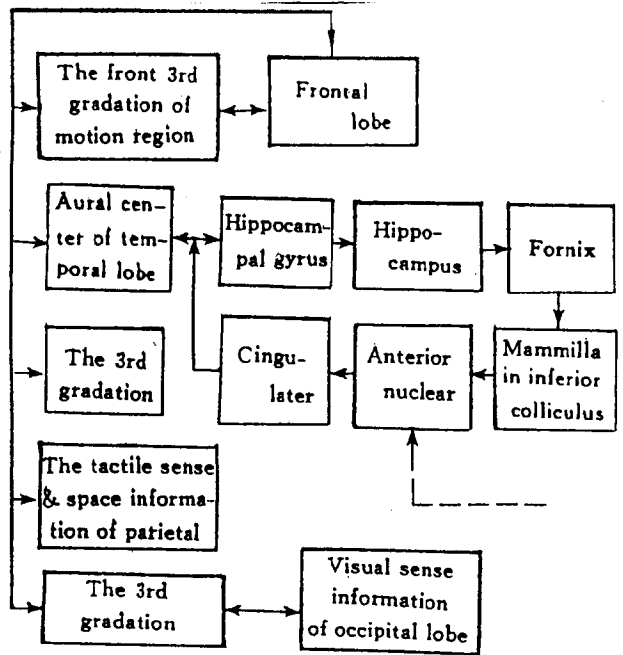 The front 3rd
gradation of
motion region
Frontal
lobe
Aural cen-
ter of tem-
poral lobe
Hippocam-
pal gyrus
Hippo-
campus
Fornix
The 3rd
gradation
Cingu-
later
Anterior
nuclear
Mammilla
in inferior
colliculus
The tactile sense
& space informa-
tion of parietal
The 3rd
gradation
Visual sense
information
of occipital lobe